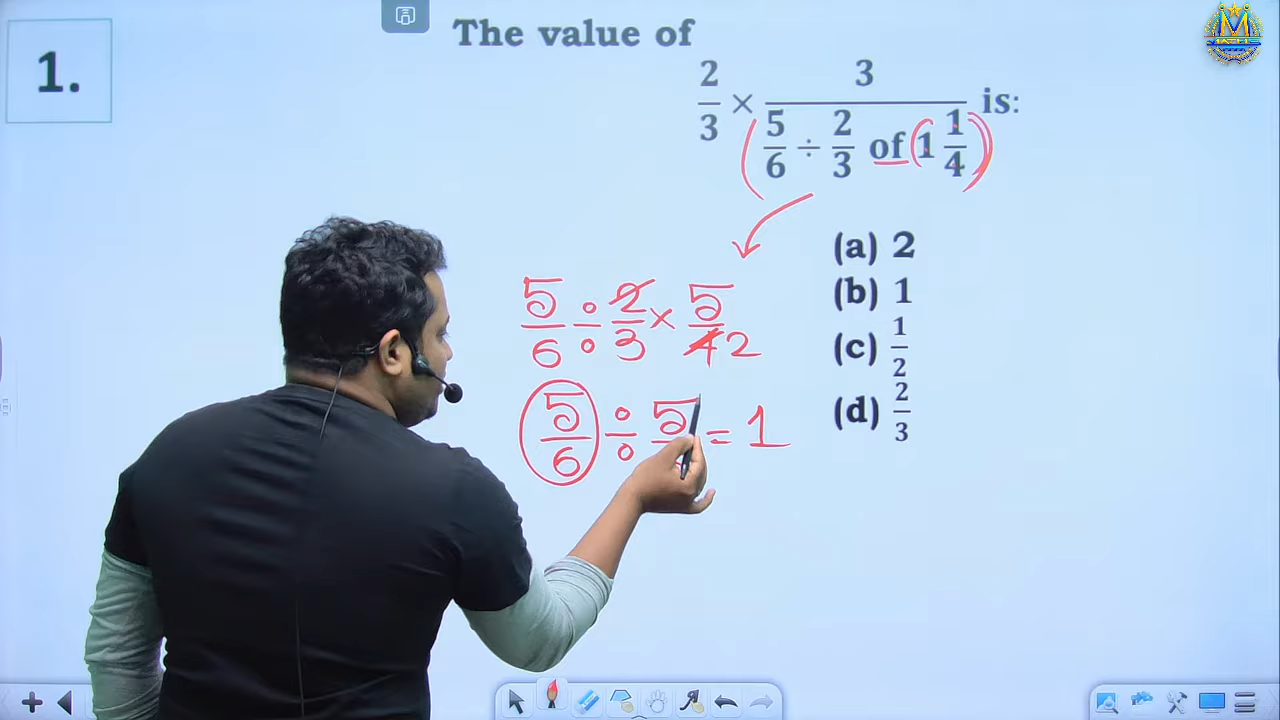 1.
The value of
2/3 × 3/(5/6 ÷ 2/3 of (1 1/4)) is:
(a) 2
(b) 1
(c) 1/2
(d) 2/3
5/6 ÷ 2/3 × 5/4 2
5/6 ÷ 5 = 1
M